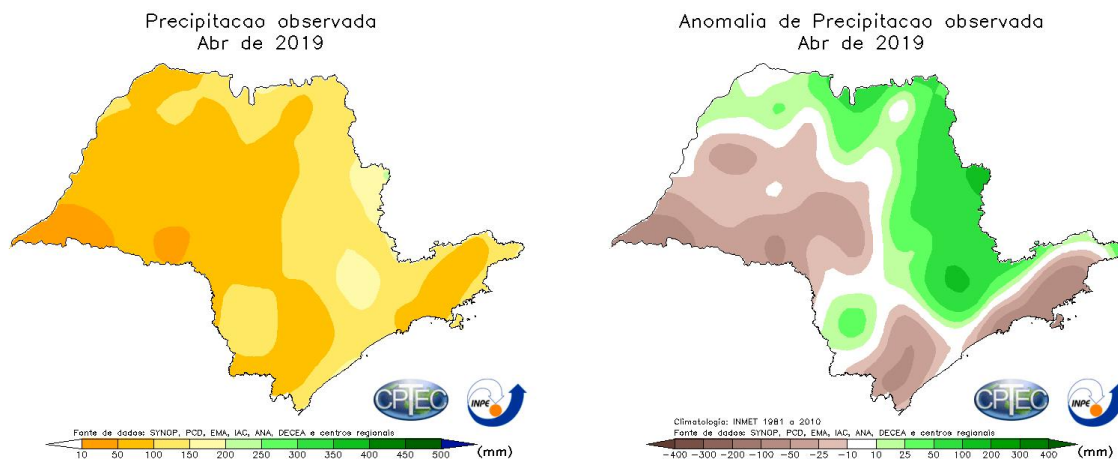 Precipitacao observada
Abr de 2019
CPTEC
INPE
Fonte de dados: SYNOP, PCD, EMA, IAC, ANA, DECEA e centros regionais
10 50 100 150 200 250 300 350 400 450 500 (mm)
Anomalia de Precipitacao observada
Abr de 2019
CPTEC
INPE
Climatologia: INMET 1981 a 2010
Fonte de dados: SYNOP, PCD, EMA, IAC, ANA, DECEA e centros regionais
-400 -300 -200 -100 -50 -25 -10 10 25 50 100 200 300 400 (mm)